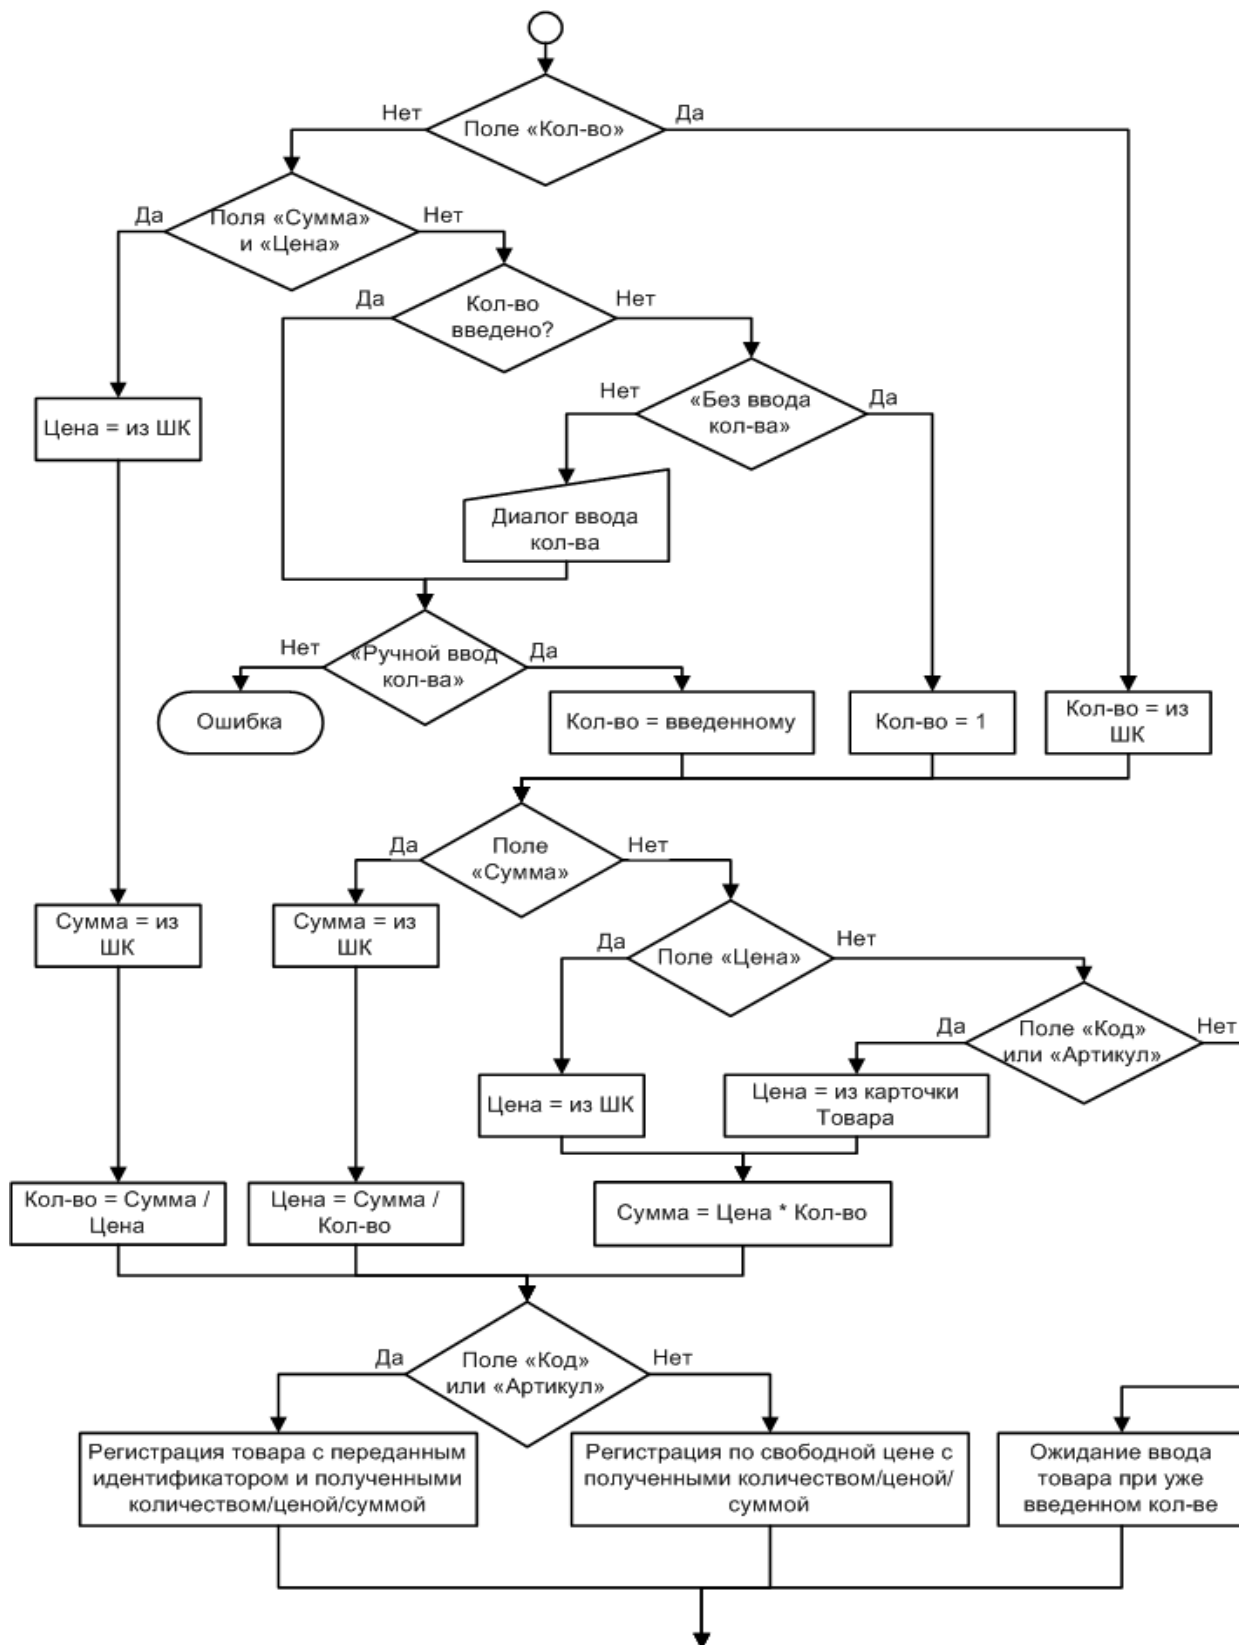 Нет
Да
Поле «Кол-во»
Да
Поля «Сумма»
и «Цена»
Нет
Да
Кол-во
введено?
Нет
Нет
«Без ввода
кол-ва»
Да
Цена = из ШК
Диалог ввода
кол-ва
Нет
«Ручной ввод
кол-ва»
Да
Ошибка
Кол-во = введенному
Кол-во = 1
Кол-во = из
ШК
Да
Поле
«Сумма»
Нет
Сумма = из
ШК
Сумма = из
ШК
Да
Поле «Цена»
Нет
Да
Поле «Код»
или «Артикул»
Нет
Цена = из ШК
Цена = из карточки
Товара
Кол-во = Сумма /
Цена
Цена = Сумма /
Кол-во
Сумма = Цена * Кол-во
Да
Поле «Код»
или «Артикул»
Нет
Регистрация товара с переданным
идентификатором и полученными
количеством/ценой/суммой
Регистрация по свободной цене с
полученными количеством/ценой/
суммой
Ожидание ввода
товара при уже
введенном кол-ве